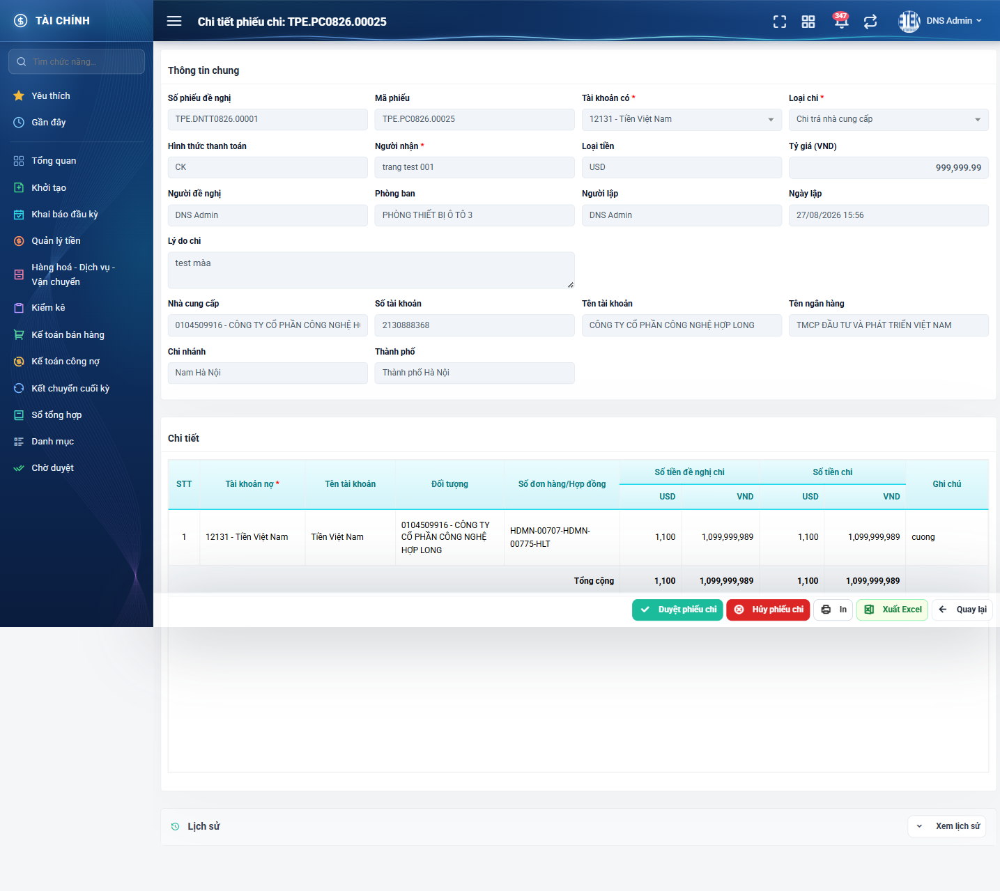 TÀI CHÍNH
Chi tiết phiếu chi: TPE.PC0826.00025
347
DNS Admin
Tìm chức năng...
Yêu thích
Gần đây
Tổng quan
Khởi tạo
Khai báo đầu kỳ
Quản lý tiền
Hàng hoá - Dịch vụ -
Vận chuyển
Kiểm kê
Kế toán bán hàng
Kế toán công nợ
Kết chuyển cuối kỳ
Sổ tổng hợp
Danh mục
Chờ duyệt
Thông tin chung
Số phiếu đề nghị Mã phiếu Tài khoản có * Loại chi *
TPE.DNTT0826.00001 TPE.PC0826.00025 12131 - Tiền Việt Nam Chi trả nhà cung cấp
Hình thức thanh toán Người nhận * Loại tiền Tỷ giá (VND)
CK trang test 001 USD 999,999.99
Người đề nghị Phòng ban Người lập Ngày lập
DNS Admin PHÒNG THIẾT BỊ Ô TÔ 3 DNS Admin 27/08/2026 15:56
Lý do chi
test màa
Nhà cung cấp Số tài khoản Tên tài khoản Tên ngân hàng
0104509916 - CÔNG TY CỔ PHẦN CÔNG NGHỆ H 2130888368 CÔNG TY CỔ PHẦN CÔNG NGHỆ HỢP LONG TMCP ĐẦU TƯ VÀ PHÁT TRIỂN VIỆT NAM
Chi nhánh Thành phố
Nam Hà Nội Thành phố Hà Nội
Chi tiết
STT Tài khoản nợ * Tên tài khoản Đối tượng Số đơn hàng/Hợp đồng Số tiền đề nghị chi Số tiền chi Ghi chú
USD VND USD VND
1 12131 - Tiền Việt Nam Tiền Việt Nam 0104509916 - CÔNG TY CỔ PHẦN CÔNG NGHỆ HỢP LONG HDMN-00707-HDMN-00775-HLT 1,100 1,099,999,989 1,100 1,099,999,989 cuong
Tổng cộng 1,100 1,099,999,989 1,100 1,099,999,989
Duyệt phiếu chi Hủy phiếu chi In Xuất Excel Quay lại
Lịch sử Xem lịch sử